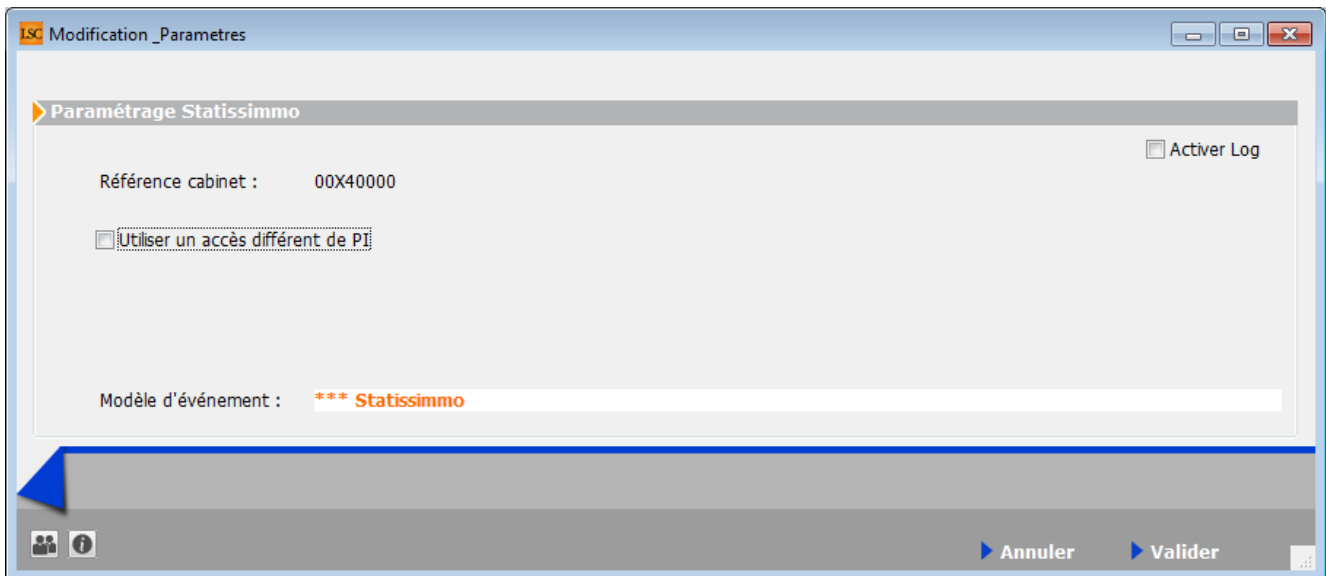 LSC Modification _Parametres
Paramétrage Statissimmo
Activer Log
Référence cabinet : 00X40000
Utiliser un accès différent de PI
Modèle d'événement : *** Statissimmo
Annuler Valider